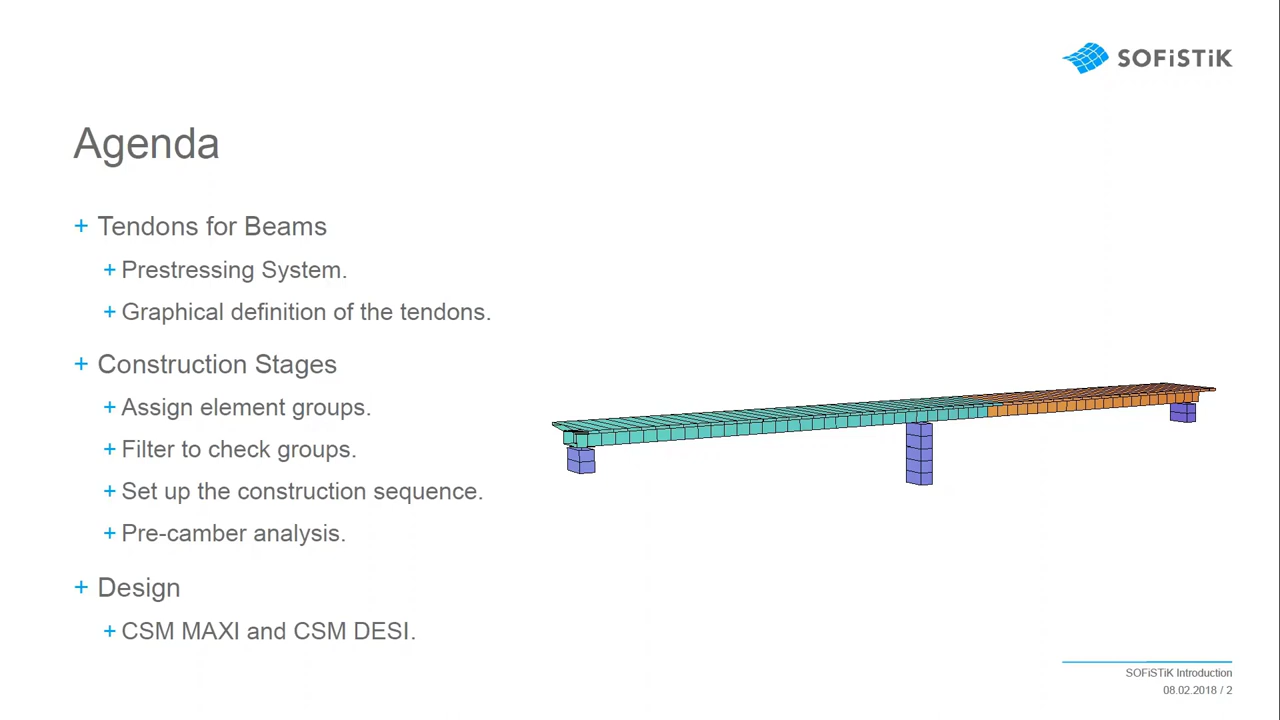 SOFiSTiK
Agenda
+ Tendons for Beams
+ Prestressing System.
+ Graphical definition of the tendons.
+ Construction Stages
+ Assign element groups.
+ Filter to check groups.
+ Set up the construction sequence.
+ Pre-camber analysis.
+ Design
+ CSM MAXI and CSM DESI.
SOFiSTiK Introduction
08.02.2018 / 2